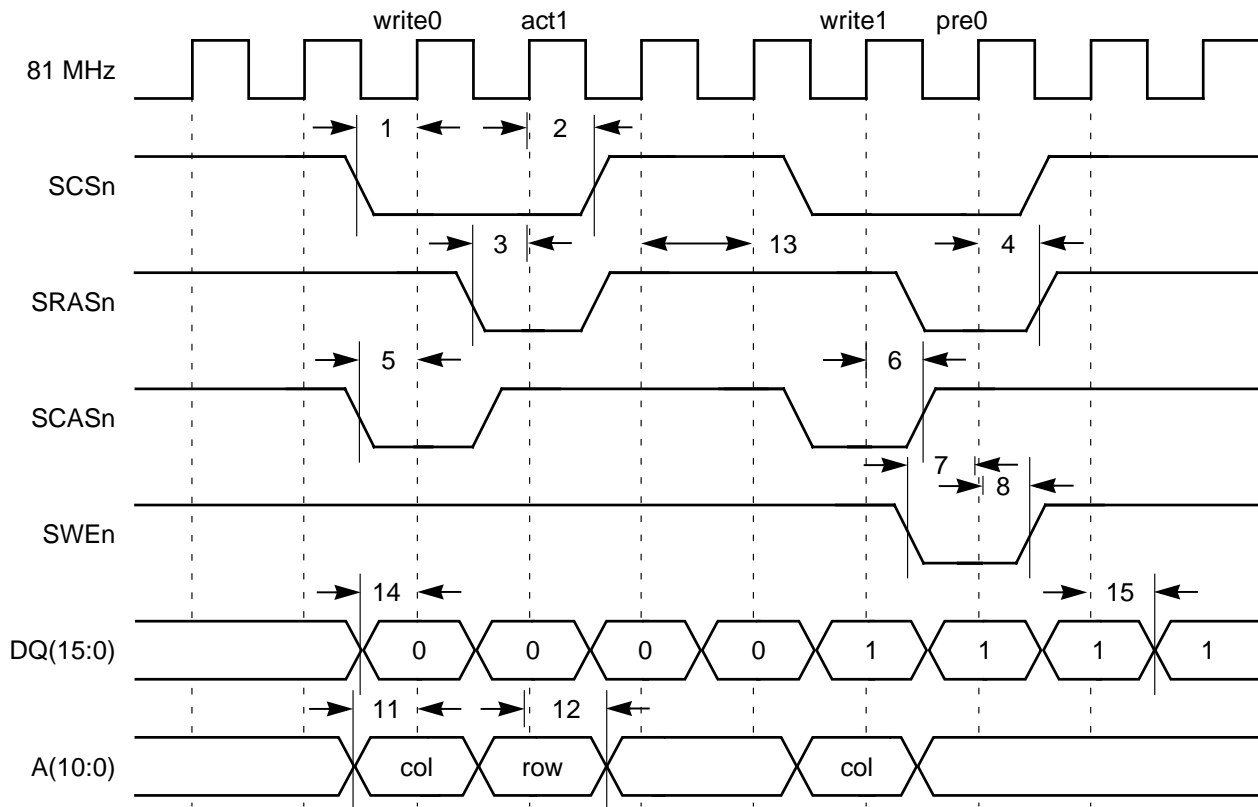 write0 act1 write1 pre0
81 MHz
1 2
SCSn
3 13 4
SRASn
5 6
SCASn
7
8
SWEn
14 15
DQ(15:0) 0 0 0 0 1 1 1 1
11 12
A(10:0) col row col